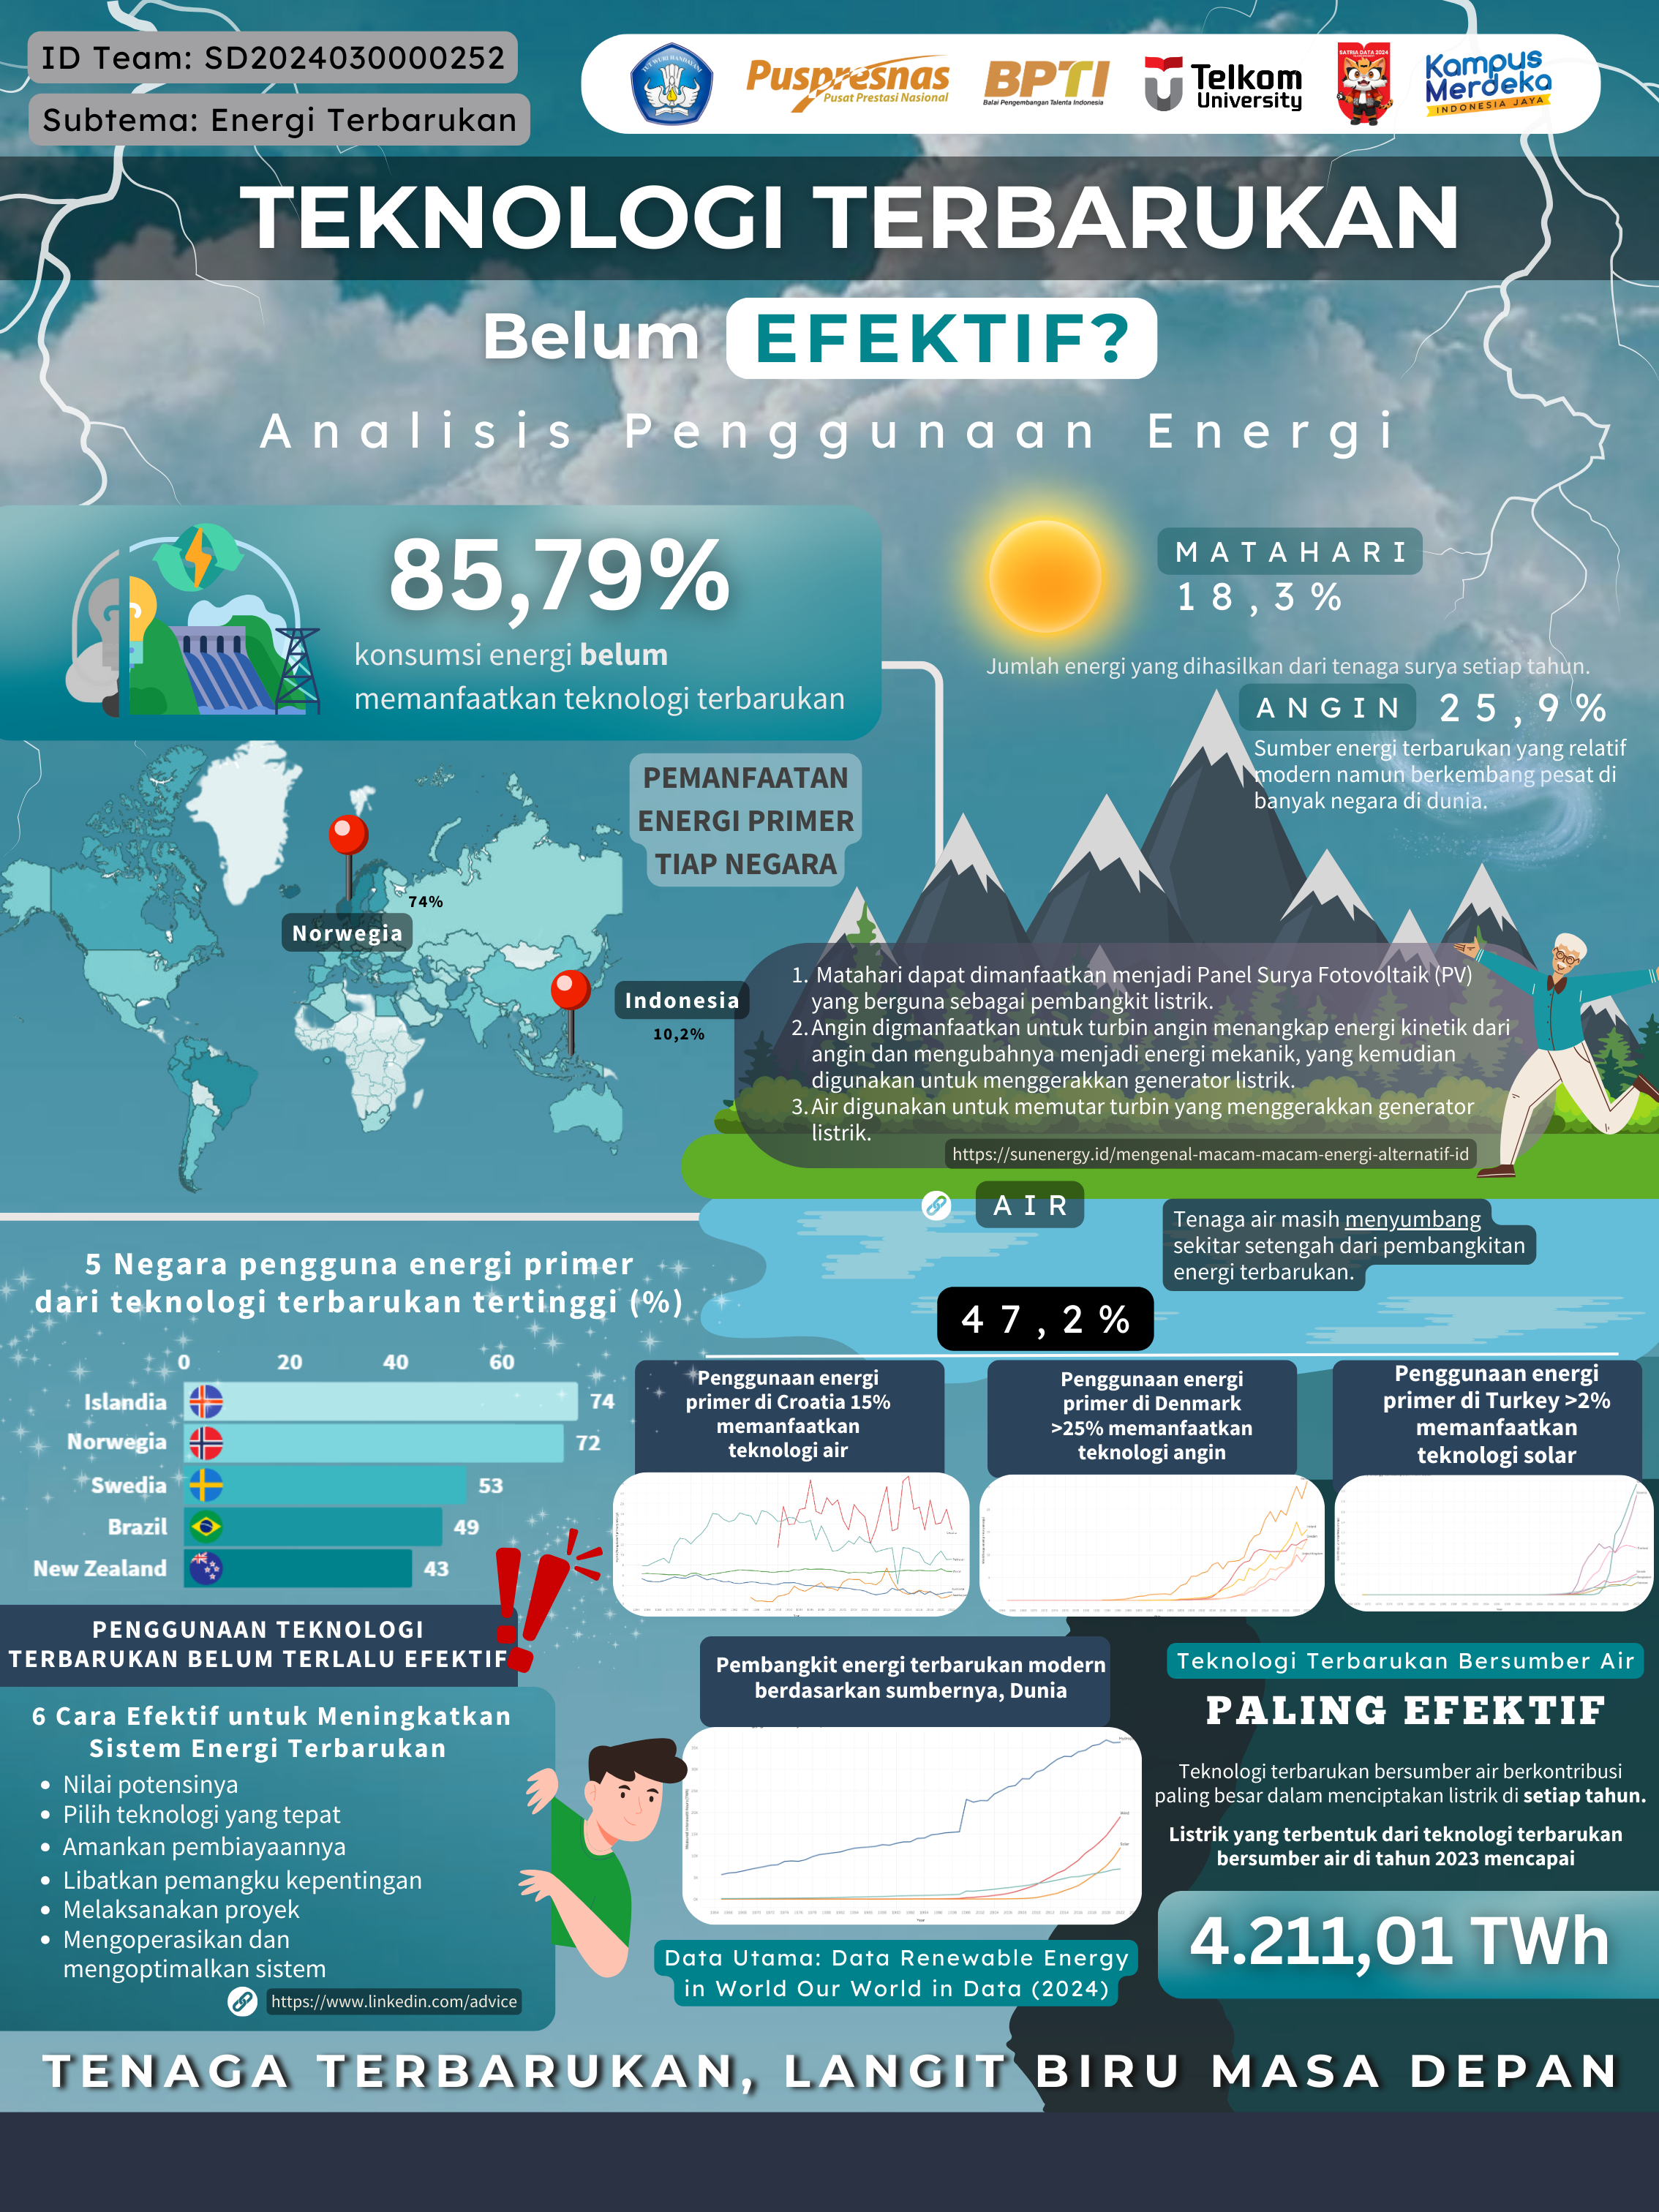 ID Team: SD2024030000252
Subtema: Energi Terbarukan
TUT WURI HANDAYANI
Puspresnas
Pusat Prestasi Nasional
BPTI
Balai Pengembangan Talenta Indonesia
Telkom
University
SATRIA DATA 2024
Kampus
Merdeka
INDONESIA JAYA
TEKNOLOGI TERBARUKAN
Belum EFEKTIF?
Analisis Penggunaan Energi
85,79%
konsumsi energi belum
memanfaatkan teknologi terbarukan
MATAHARI
18,3%
Jumlah energi yang dihasilkan dari tenaga surya setiap tahun.
ANGIN 25,9%
Sumber energi terbarukan yang relatif
modern namun berkembang pesat di
banyak negara di dunia.
PEMANFAATAN
ENERGI PRIMER
TIAP NEGARA
74%
Norwegia
Indonesia
10,2%
1. Matahari dapat dimanfaatkan menjadi Panel Surya Fotovoltaik (PV)
yang berguna sebagai pembangkit listrik.
2. Angin digmanfaatkan untuk turbin angin menangkap energi kinetik dari
angin dan mengubahnya menjadi energi mekanik, yang kemudian
digunakan untuk menggerakkan generator listrik.
3. Air digunakan untuk memutar turbin yang menggerakkan generator
listrik.
https://sunenergy.id/mengenal-macam-macam-energi-alternatif-id
AIR
Tenaga air masih menyumbang
sekitar setengah dari pembangkitan
energi terbarukan.
47,2%
5 Negara pengguna energi primer
dari teknologi terbarukan tertinggi (%)
0 20 40 60
Islandia 74
Norwegia 72
Swedia 53
Brazil 49
New Zealand 43
Penggunaan energi
primer di Croatia 15%
memanfaatkan
teknologi air
Penggunaan energi
primer di Denmark
>25% memanfaatkan
teknologi angin
Penggunaan energi
primer di Turkey >2%
memanfaatkan
teknologi solar
PENGGUNAAN TEKNOLOGI
TERBARUKAN BELUM TERLALU EFEKTIF
6 Cara Efektif untuk Meningkatkan
Sistem Energi Terbarukan
• Nilai potensinya
• Pilih teknologi yang tepat
• Amankan pembiayaannya
• Libatkan pemangku kepentingan
• Melaksanakan proyek
• Mengoperasikan dan
mengoptimalkan sistem
https://www.linkedin.com/advice
Pembangkit energi terbarukan modern
berdasarkan sumbernya, Dunia
Wind
Solar
Year
Data Utama: Data Renewable Energy
in World Our World in Data (2024)
Teknologi Terbarukan Bersumber Air
PALING EFEKTIF
Teknologi terbarukan bersumber air berkontribusi
paling besar dalam menciptakan listrik di setiap tahun.
Listrik yang terbentuk dari teknologi terbarukan
bersumber air di tahun 2023 mencapai
4.211,01 TWh
TENAGA TERBARUKAN, LANGIT BIRU MASA DEPAN